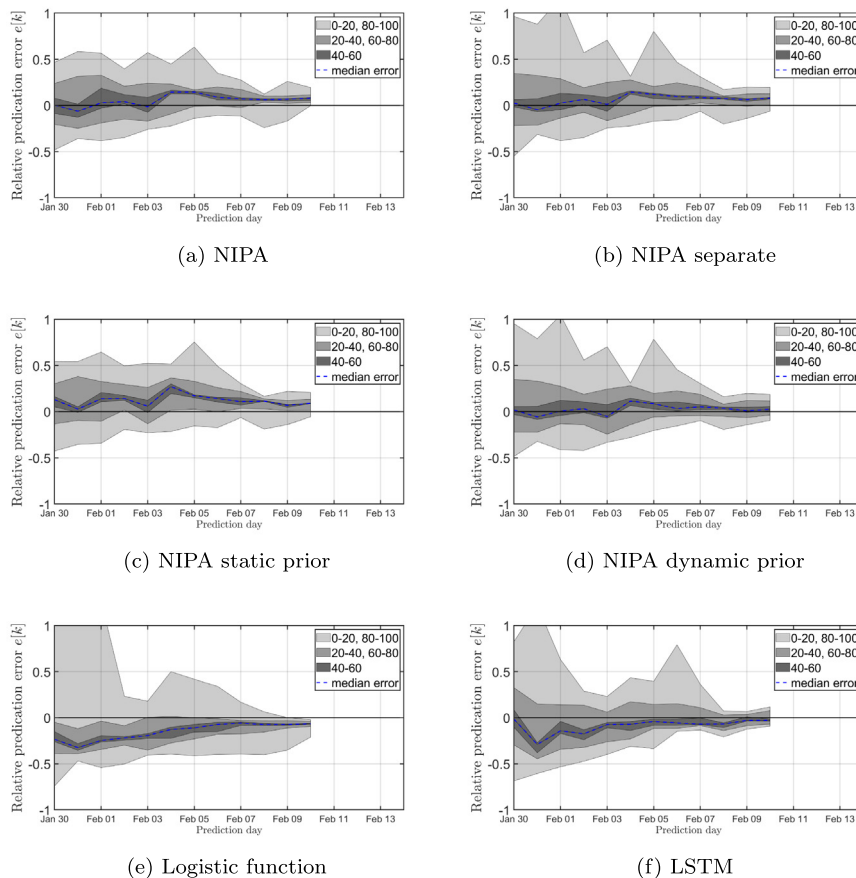 1
0.5
0
-0.5
-1
Relative predication error e[k]
0-20, 80-100
20-40, 60-80
40-60
median error
Jan 30 Feb 01 Feb 03 Feb 05 Feb 07 Feb 09 Feb 11 Feb 13
Prediction day
(a) NIPA
1
0.5
0
-0.5
-1
Relative predication error e[k]
0-20, 80-100
20-40, 60-80
40-60
median error
Jan 30 Feb 01 Feb 03 Feb 05 Feb 07 Feb 09 Feb 11 Feb 13
Prediction day
(b) NIPA separate
1
0.5
0
-0.5
-1
Relative predication error e[k]
0-20, 80-100
20-40, 60-80
40-60
median error
Jan 30 Feb 01 Feb 03 Feb 05 Feb 07 Feb 09 Feb 11 Feb 13
Prediction day
(c) NIPA static prior
1
0.5
0
-0.5
-1
Relative predication error e[k]
0-20, 80-100
20-40, 60-80
40-60
median error
Jan 30 Feb 01 Feb 03 Feb 05 Feb 07 Feb 09 Feb 11 Feb 13
Prediction day
(d) NIPA dynamic prior
1
0.5
0
-0.5
-1
Relative predication error e[k]
0-20, 80-100
20-40, 60-80
40-60
median error
Jan 30 Feb 01 Feb 03 Feb 05 Feb 07 Feb 09 Feb 11 Feb 13
Prediction day
(e) Logistic function
1
0.5
0
-0.5
-1
Relative predication error e[k]
0-20, 80-100
20-40, 60-80
40-60
median error
Jan 30 Feb 01 Feb 03 Feb 05 Feb 07 Feb 09 Feb 11 Feb 13
Prediction day
(f) LSTM